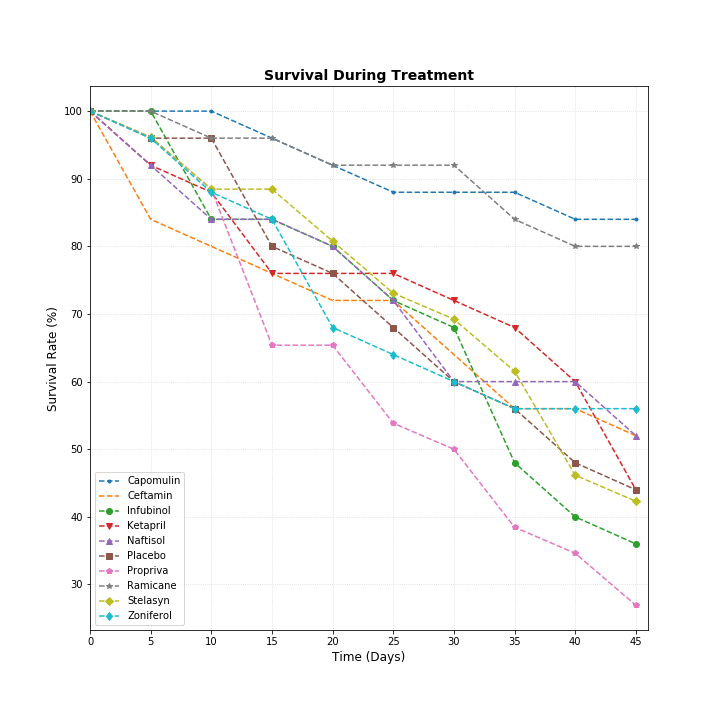 Survival During Treatment
Survival Rate (%)
100
90
80
70
60
50
40
30
Capomulin
Ceftamin
Infubinol
Ketapril
Naftisol
Placebo
Propriva
Ramicane
Stelasyn
Zoniferol
0 5 10 15 20 25 30 35 40 45
Time (Days)